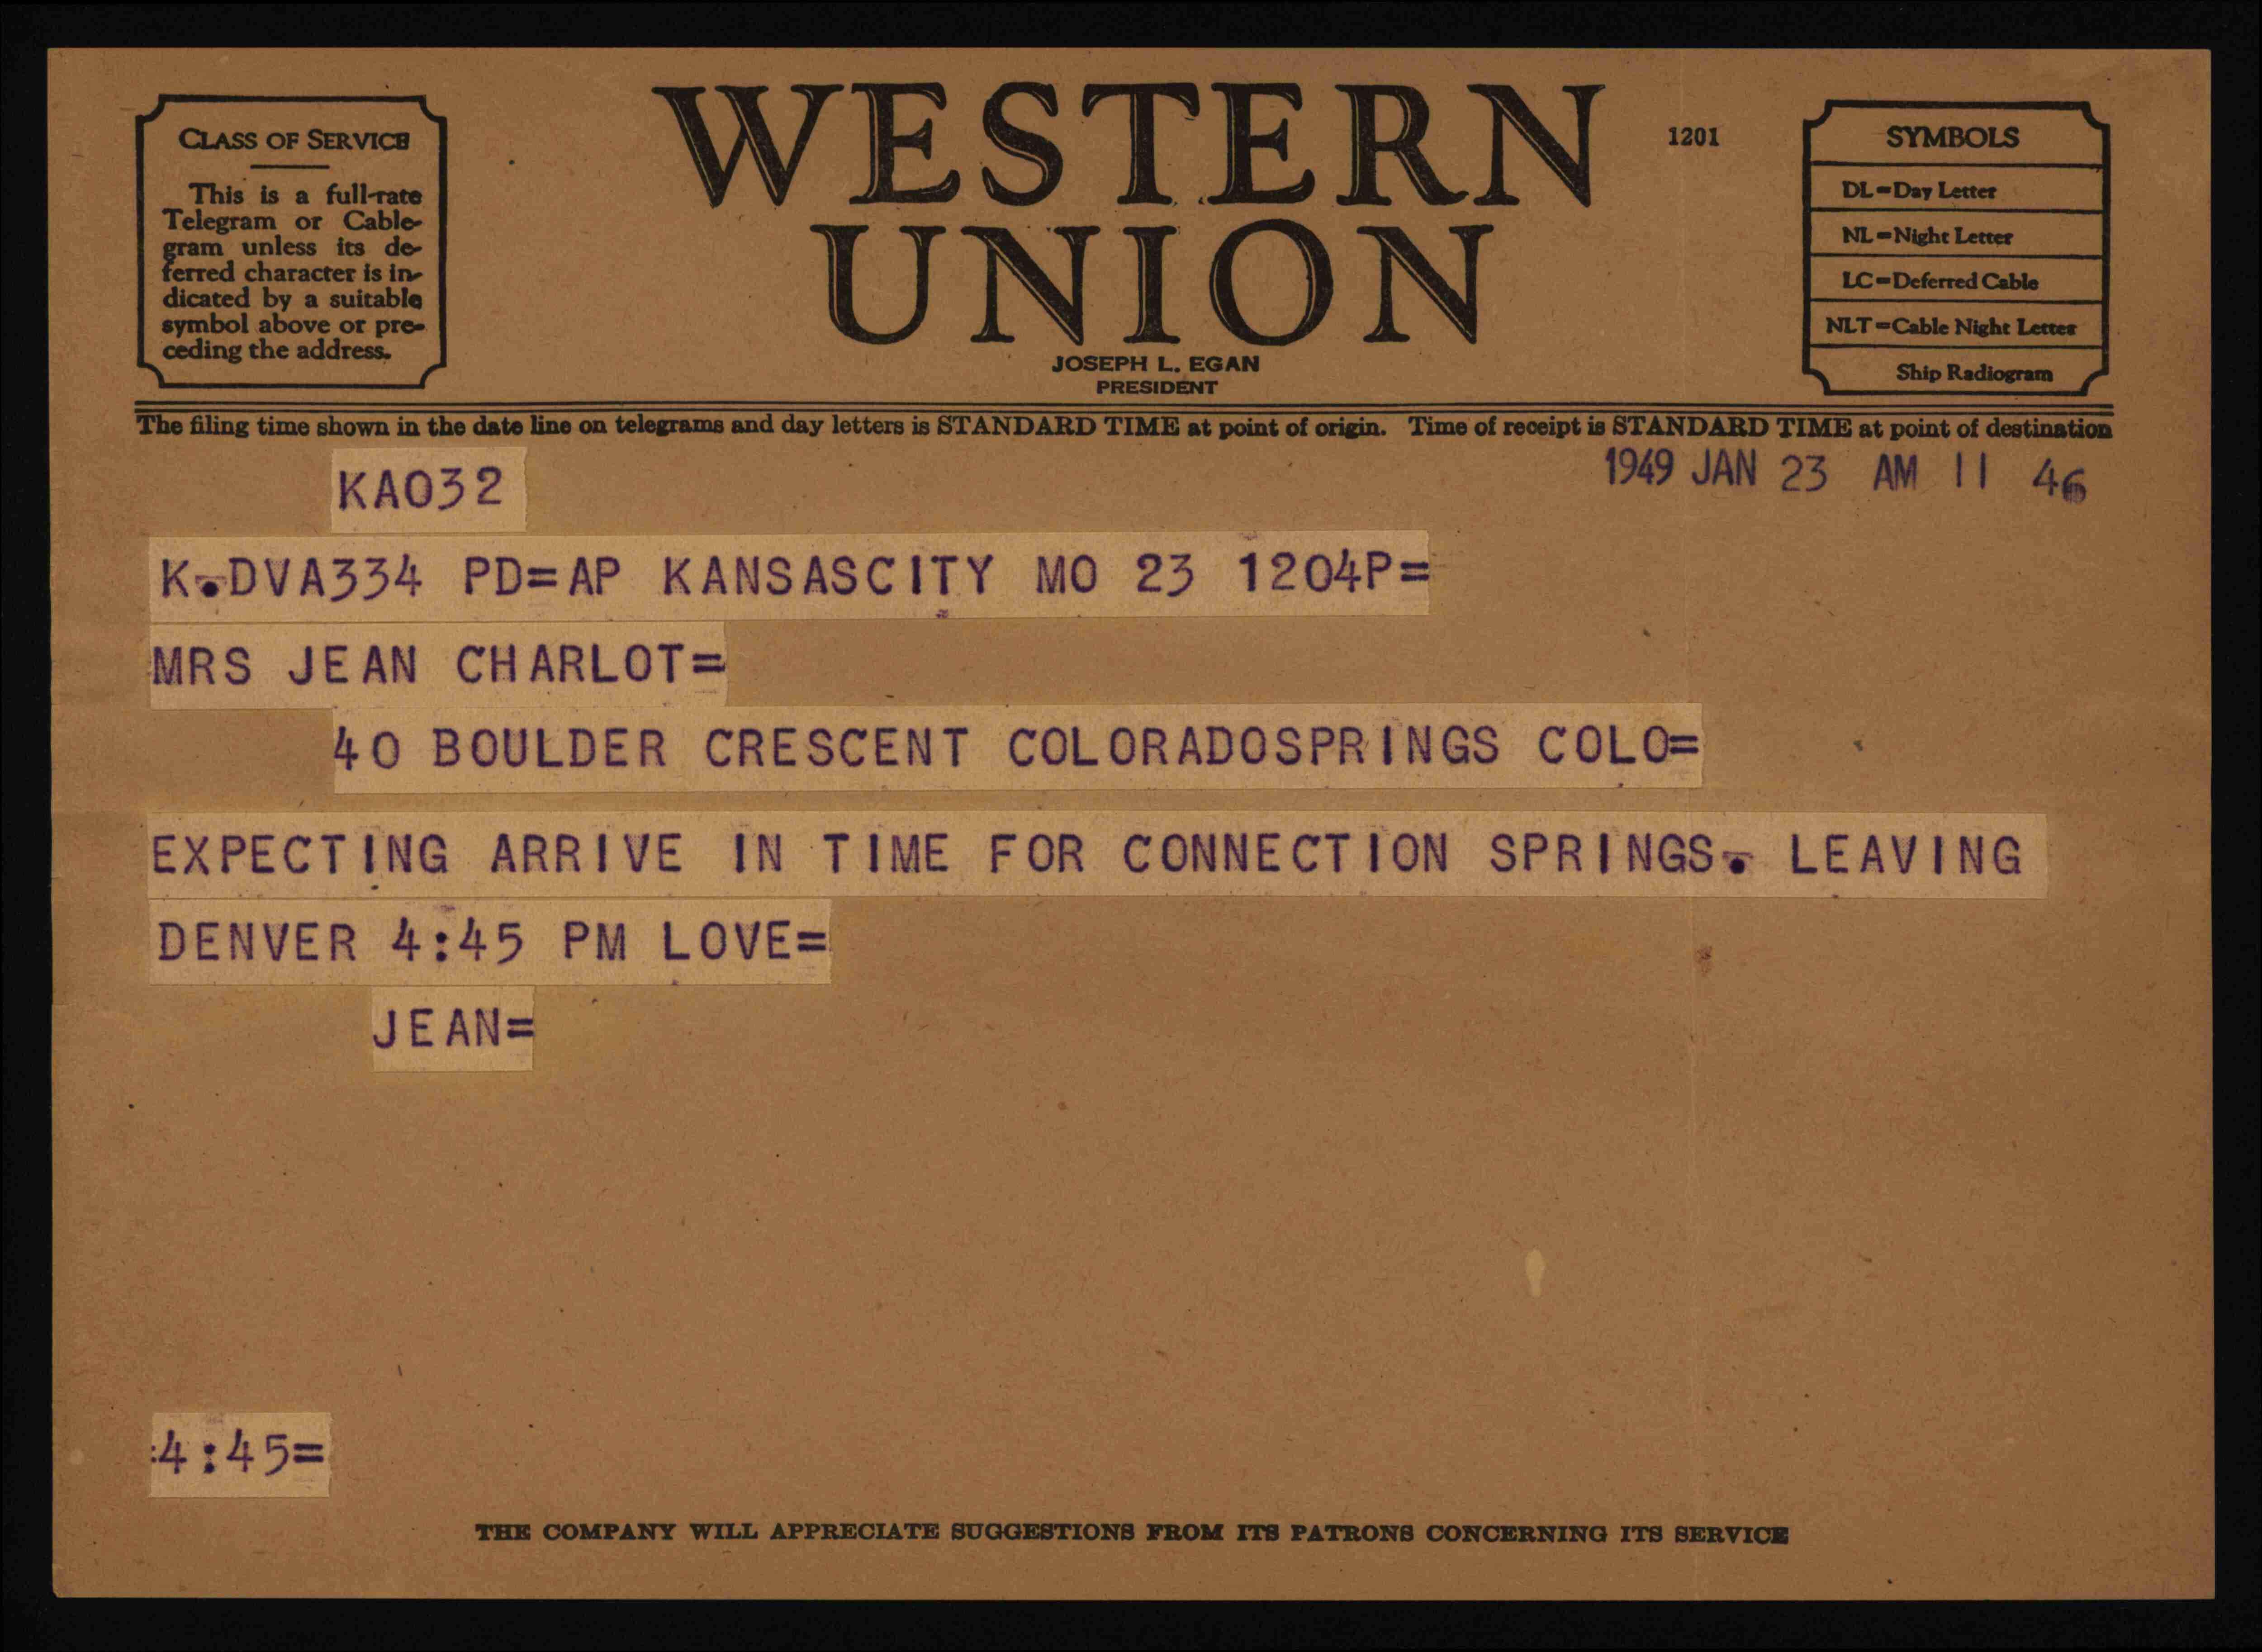 CLASS OF SERVICE
This is a full-rate
Telegram or Cable-
gram unless its de-
ferred character is in-
dicated by a suitable
symbol above or pre-
ceding the address.
WESTERN
UNION
JOSEPH L. EGAN
PRESIDENT
1201
SYMBOLS
DL=Day Letter
NL=Night Letter
LC=Deferred Cable
NLT=Cable Night Letter
Ship Radiogram
The filing time shown in the date line on telegrams and day letters is STANDARD TIME at point of origin. Time of receipt is STANDARD TIME at point of destination
KA032
1949 JAN 23 AM 11 46
K.DVA334 PD=AP KANSASCITY MO 23 1204P=
MRS JEAN CHARLOT=
40 BOULDER CRESCENT COLORADOSPRINGS COLO=
EXPECTING ARRIVE IN TIME FOR CONNECTION SPRINGS. LEAVING
DENVER 4:45 PM LOVE=
JEAN=
:4:45=
THE COMPANY WILL APPRECIATE SUGGESTIONS FROM ITS PATRONS CONCERNING ITS SERVICE